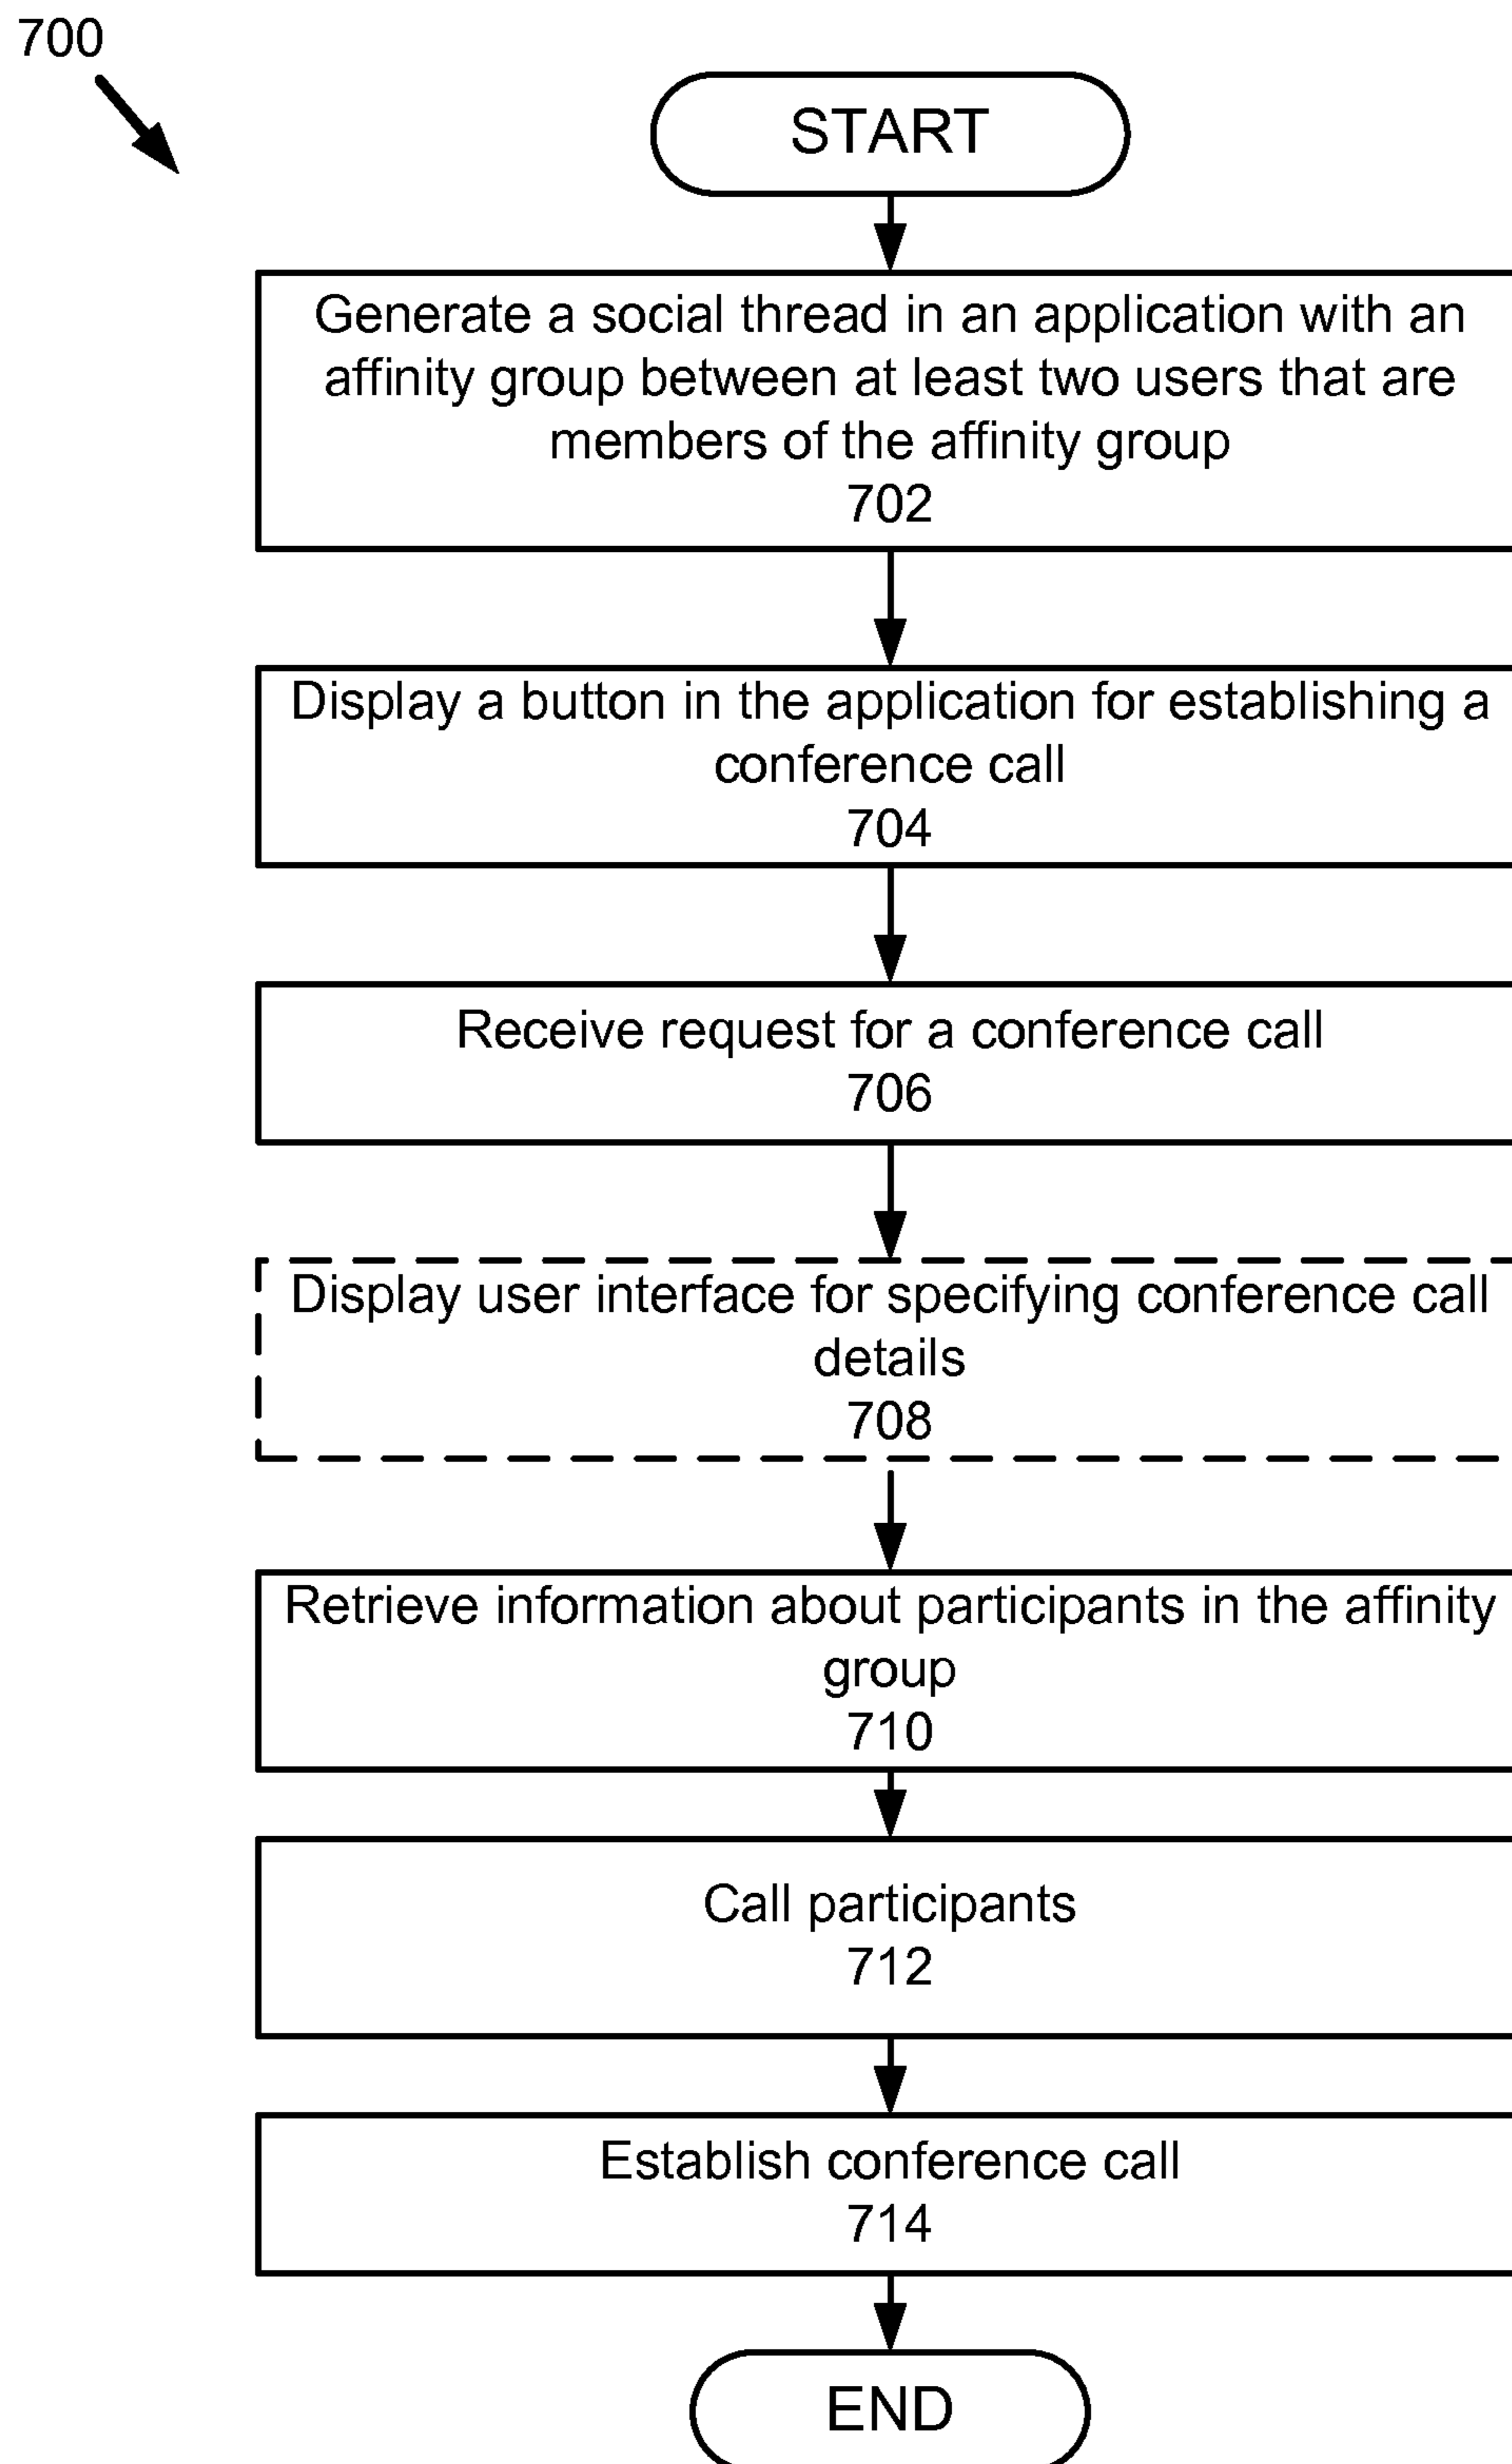 700
START
Generate a social thread in an application with an
affinity group between at least two users that are
members of the affinity group
702
Display a button in the application for establishing a
conference call
704
Receive request for a conference call
706
Display user interface for specifying conference call
details
708
Retrieve information about participants in the affinity
group
710
Call participants
712
Establish conference call
714
END